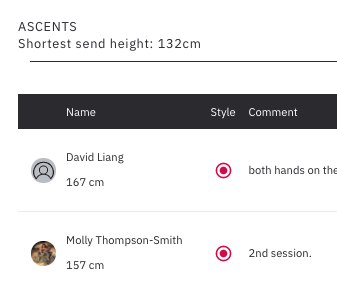 ASCENTS
Shortest send height: 132cm
Name Style Comment
David Liang
167 cm
both hands on the
Molly Thompson-Smith
157 cm
2nd session.